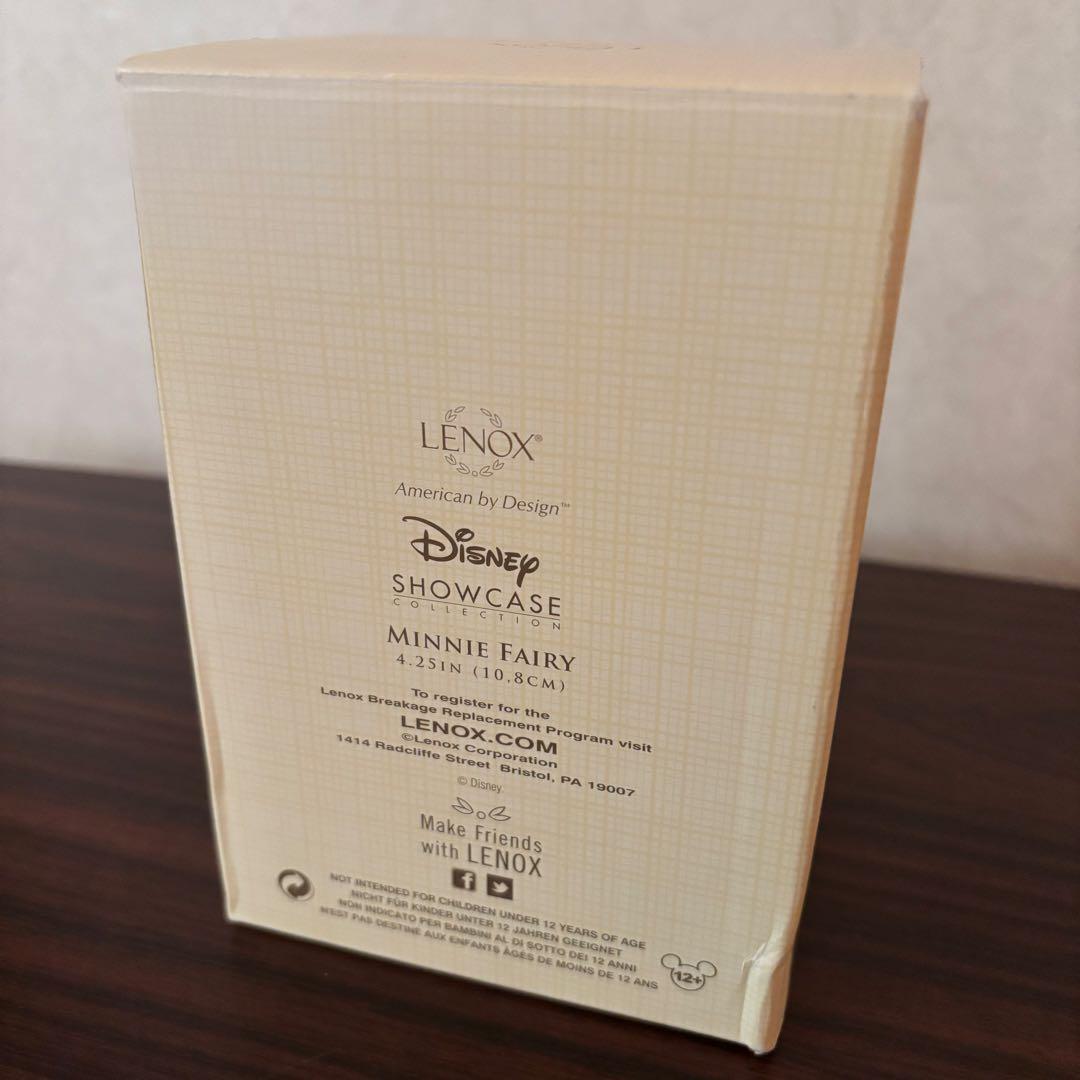 LENOX®
American by Design™
Disney
SHOWCASE
COLLECTION
MINNIE FAIRY
4.25IN (10,8CM)
To register for the
Lenox Breakage Replacement Program visit
LENOX.COM
©Lenox Corporation
1414 Radcliffe Street Bristol, PA 19007
© Disney
Make Friends
with LENOX
f
NOT INTENDED FOR CHILDREN UNDER 12 YEARS OF AGE
NICHT FÜR KINDER UNTER 12 JAHREN GEEIGNET
NON INDICATO PER BAMBINI AL DI SOTTO DEI 12 ANNI
N'EST PAS DESTINE AUX ENFANTS ÂGES DE MOINS DE 12 ANS
12+